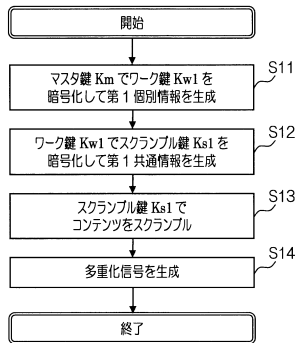 開始
マスタ鍵 Km でワーク鍵 Kw1 を
暗号化して第1個別情報を生成
S11
ワーク鍵 Kw1 でスクランブル鍵 Ks1 を
暗号化して第1共通情報を生成
S12
スクランブル鍵 Ks1 で
コンテンツをスクランブル
S13
多重化信号を生成
S14
終了